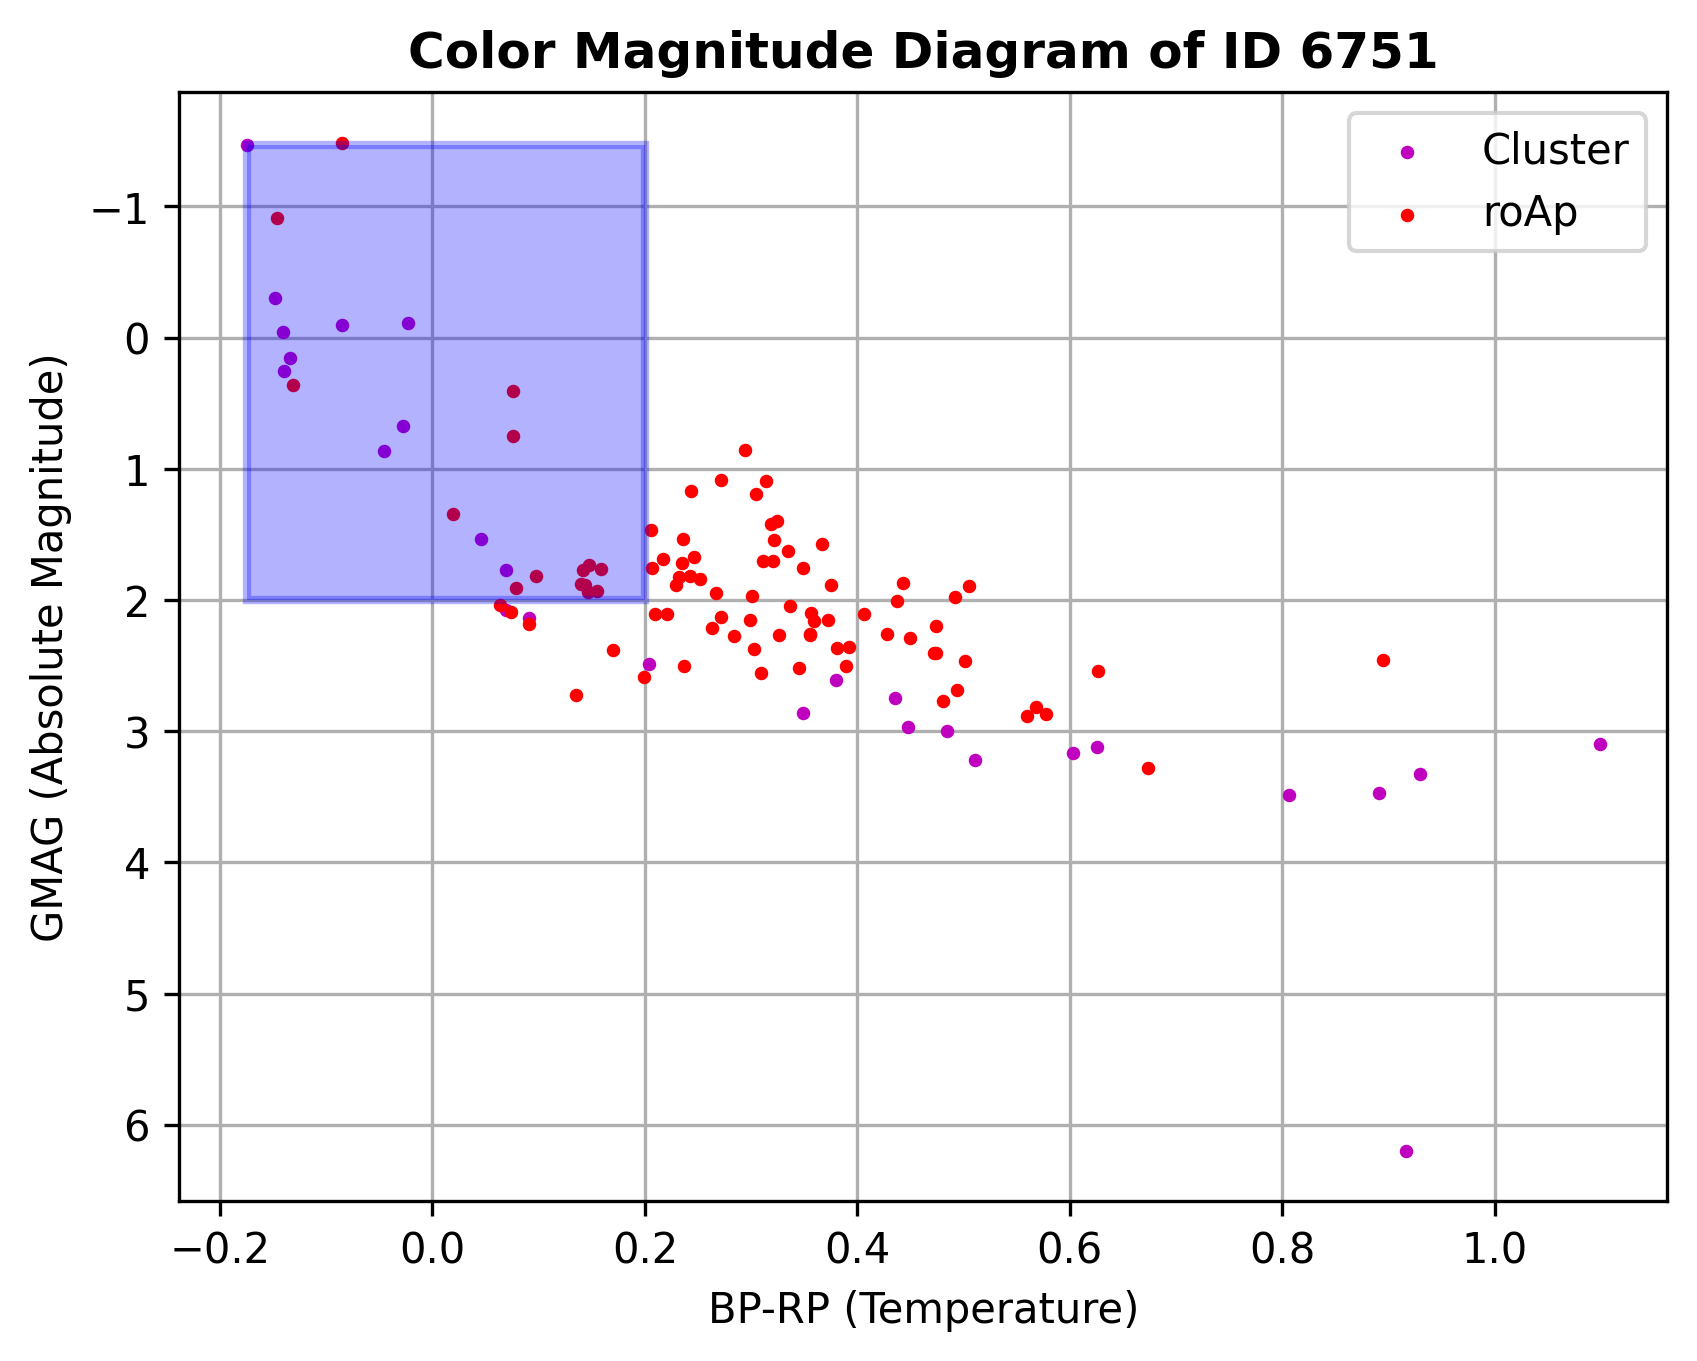 Color Magnitude Diagram of ID 6751
Cluster
roAp
−1
0
1
2
3
4
5
6
GMAG (Absolute Magnitude)
−0.2 0.0 0.2 0.4 0.6 0.8 1.0
BP-RP (Temperature)